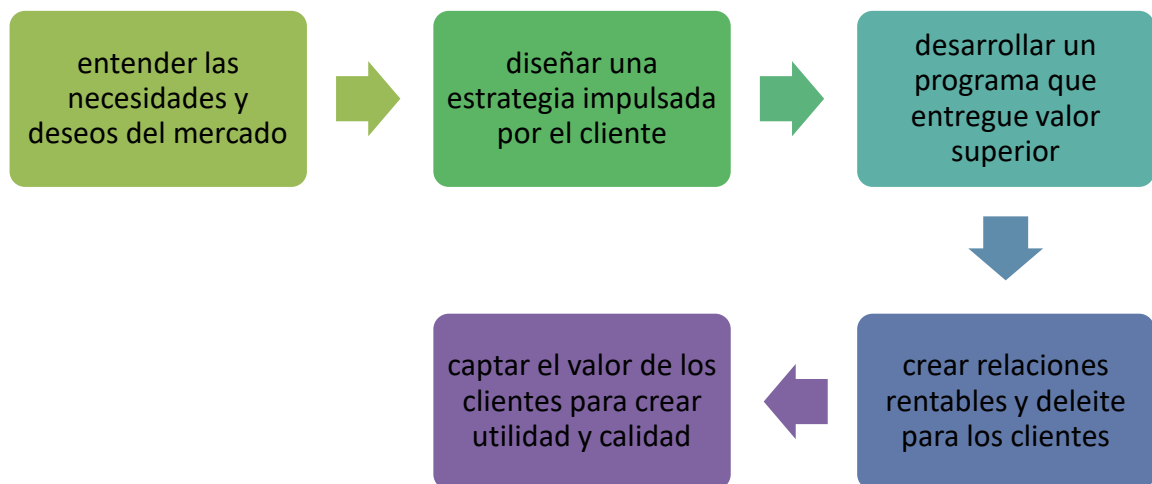 entender las
necesidades y
deseos del mercado
diseñar una
estrategia impulsada
por el cliente
desarrollar un
programa que
entregue valor
superior
crear relaciones
rentables y deleite
para los clientes
captar el valor de los
clientes para crear
utilidad y calidad